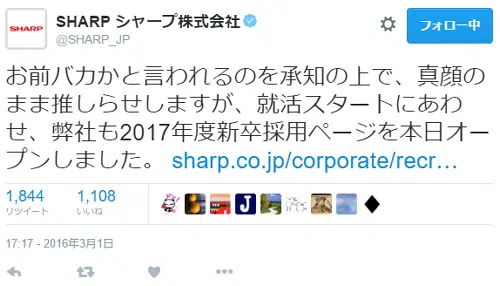 SHARP
SHARP シャープ株式会社
@SHARP_JP
フォロー中
お前バカかと言われるのを承知の上で、真顔の
まま推しらせしますが、就活スタートにあわ
せ、弊社も2017年度新卒採用ページを本日オー
プンしました。 sharp.co.jp/corporate/recr…
1,844
リツイート
1,108
いいね
J
17:17 - 2016年3月1日